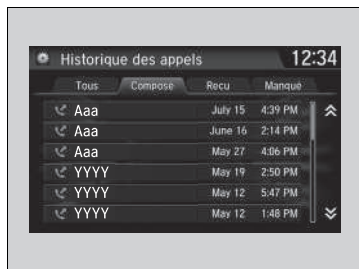 Historique des appels 12:34
Tous Composé Recu Manqué
Aaa July 15 4:39 PM
Aaa June 16 2:14 PM
Aaa May 27 4:06 PM
YYYY May 19 2:50 PM
YYYY May 12 5:47 PM
YYYY May 12 1:48 PM